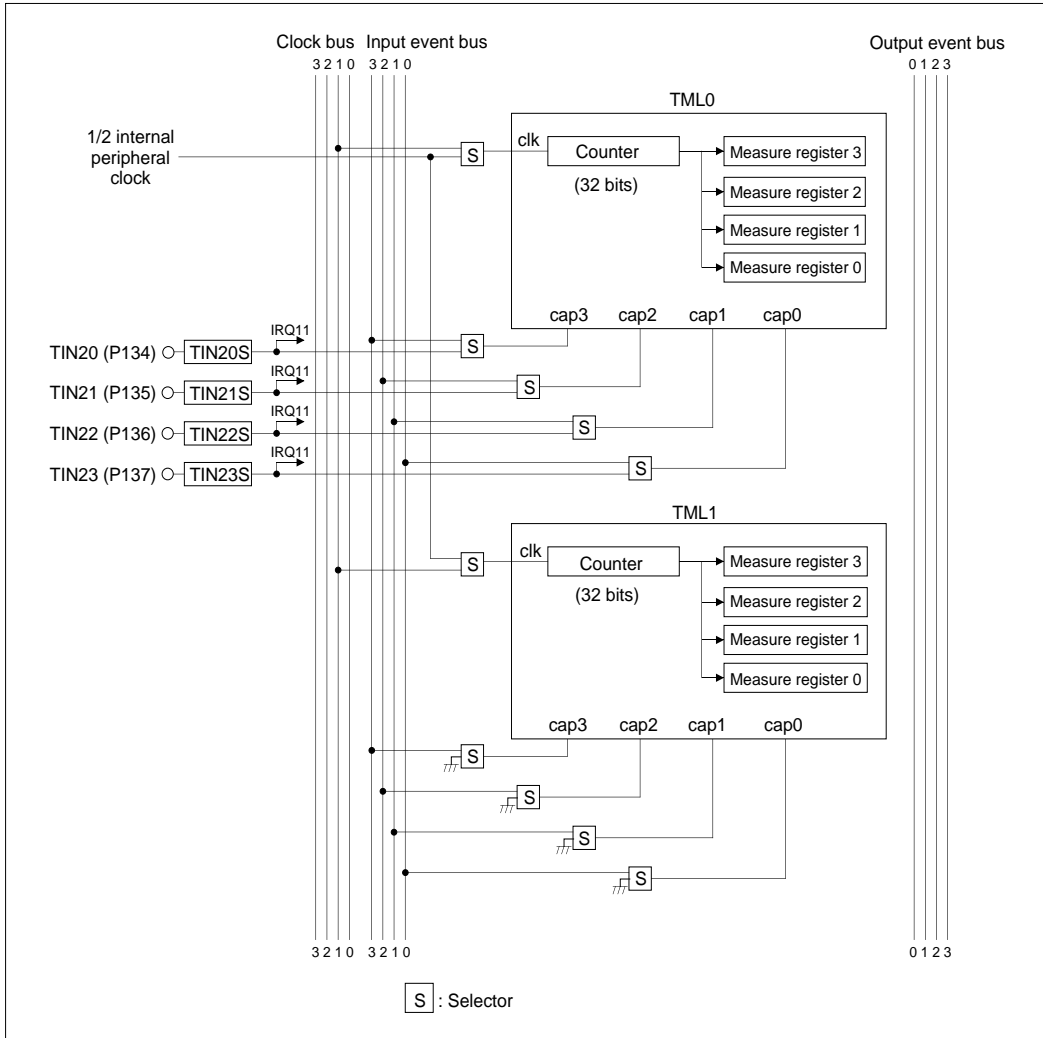 Clock bus Input event bus Output event bus
3 2 1 0 3 2 1 0 0 1 2 3
TML0
1/2 internal
peripheral
clock
S
clk
Counter
(32 bits)
Measure register 3
Measure register 2
Measure register 1
Measure register 0
cap3 cap2 cap1 cap0
TIN20 (P134) TIN20S IRQ11 S
TIN21 (P135) TIN21S IRQ11 S
TIN22 (P136) TIN22S IRQ11 S
TIN23 (P137) TIN23S IRQ11 S
TML1
S
clk
Counter
(32 bits)
Measure register 3
Measure register 2
Measure register 1
Measure register 0
cap3 cap2 cap1 cap0
S
S
S
S
3 2 1 0 3 2 1 0 0 1 2 3
S : Selector